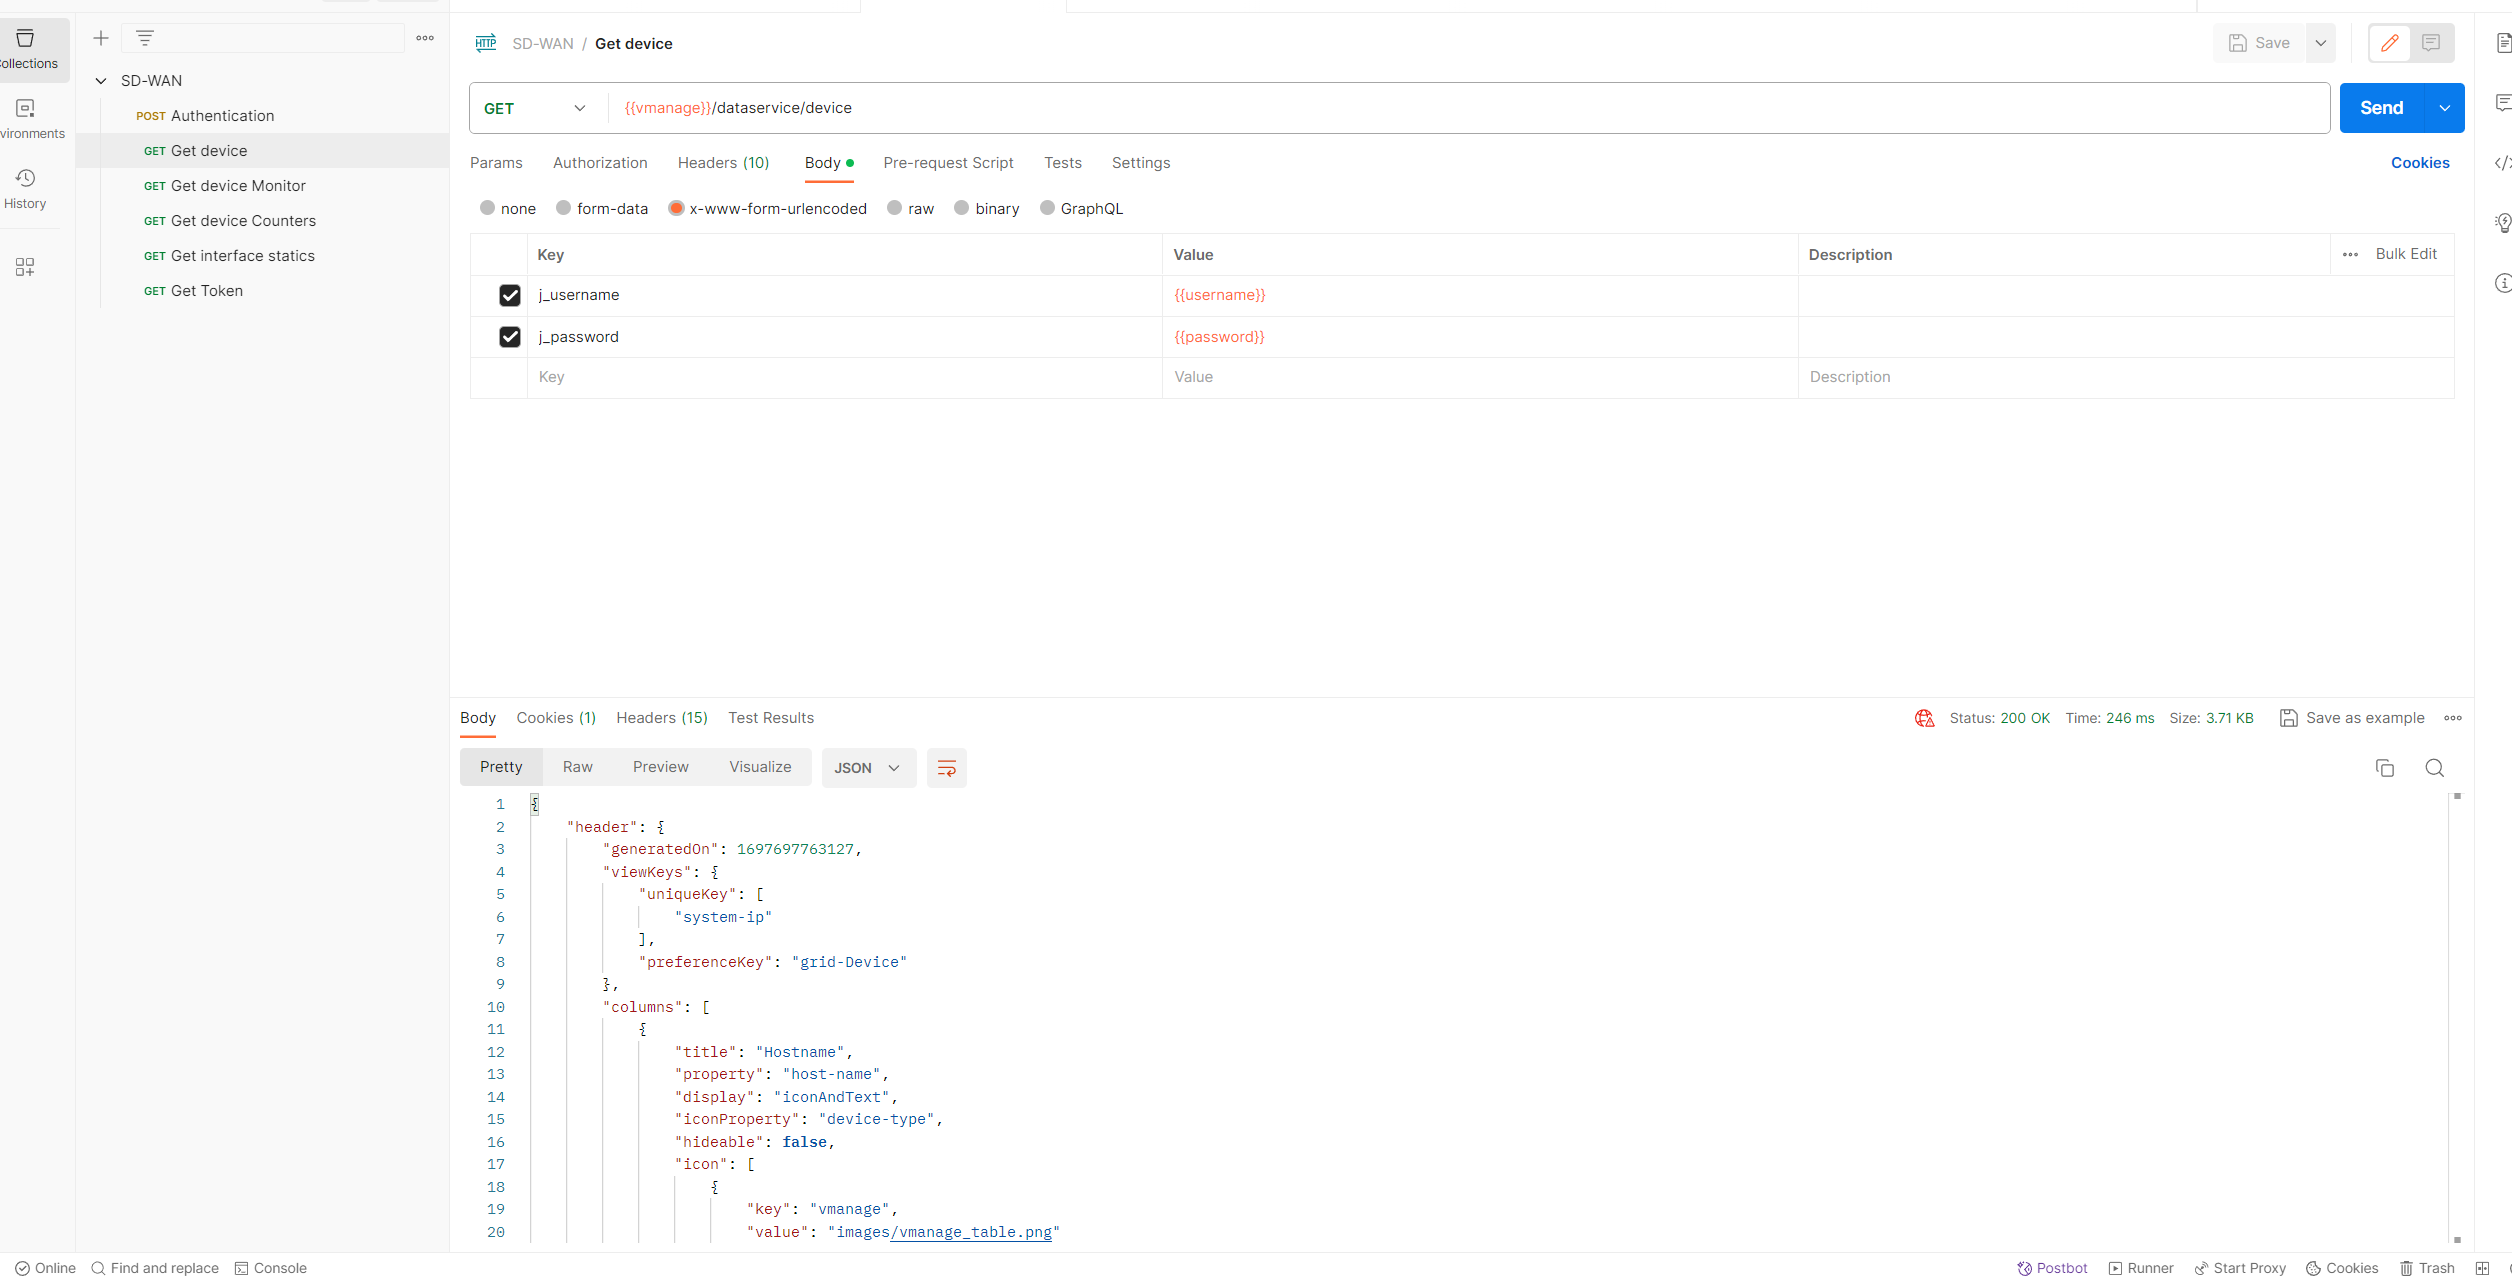 SD-WAN / Get device
Save
ollections
SD-WAN
POST Authentication
vironments
GET Get device
GET Get device Monitor
History
GET Get device Counters
GET Get interface statics
GET Get Token
GET {{vmanage}}/dataservice/device Send
Params Authorization Headers (10) Body Pre-request Script Tests Settings Cookies
none form-data x-www-form-urlencoded raw binary GraphQL
Key Value Description Bulk Edit
j_username {{username}}
j_password {{password}}
Key Value Description
Body Cookies (1) Headers (15) Test Results Status: 200 OK Time: 246 ms Size: 3.71 KB Save as example
Pretty Raw Preview Visualize JSON
1 {
2 "header": {
3 "generatedOn": 1697697763127,
4 "viewKeys": {
5 "uniqueKey": [
6 "system-ip"
7 ],
8 "preferenceKey": "grid-Device"
9 },
10 "columns": [
11 {
12 "title": "Hostname",
13 "property": "host-name",
14 "display": "iconAndText",
15 "iconProperty": "device-type",
16 "hideable": false,
17 "icon": [
18 {
19 "key": "vmanage",
20 "value": "images/vmanage_table.png"
Online Find and replace Console Postbot Runner Start Proxy Cookies Trash